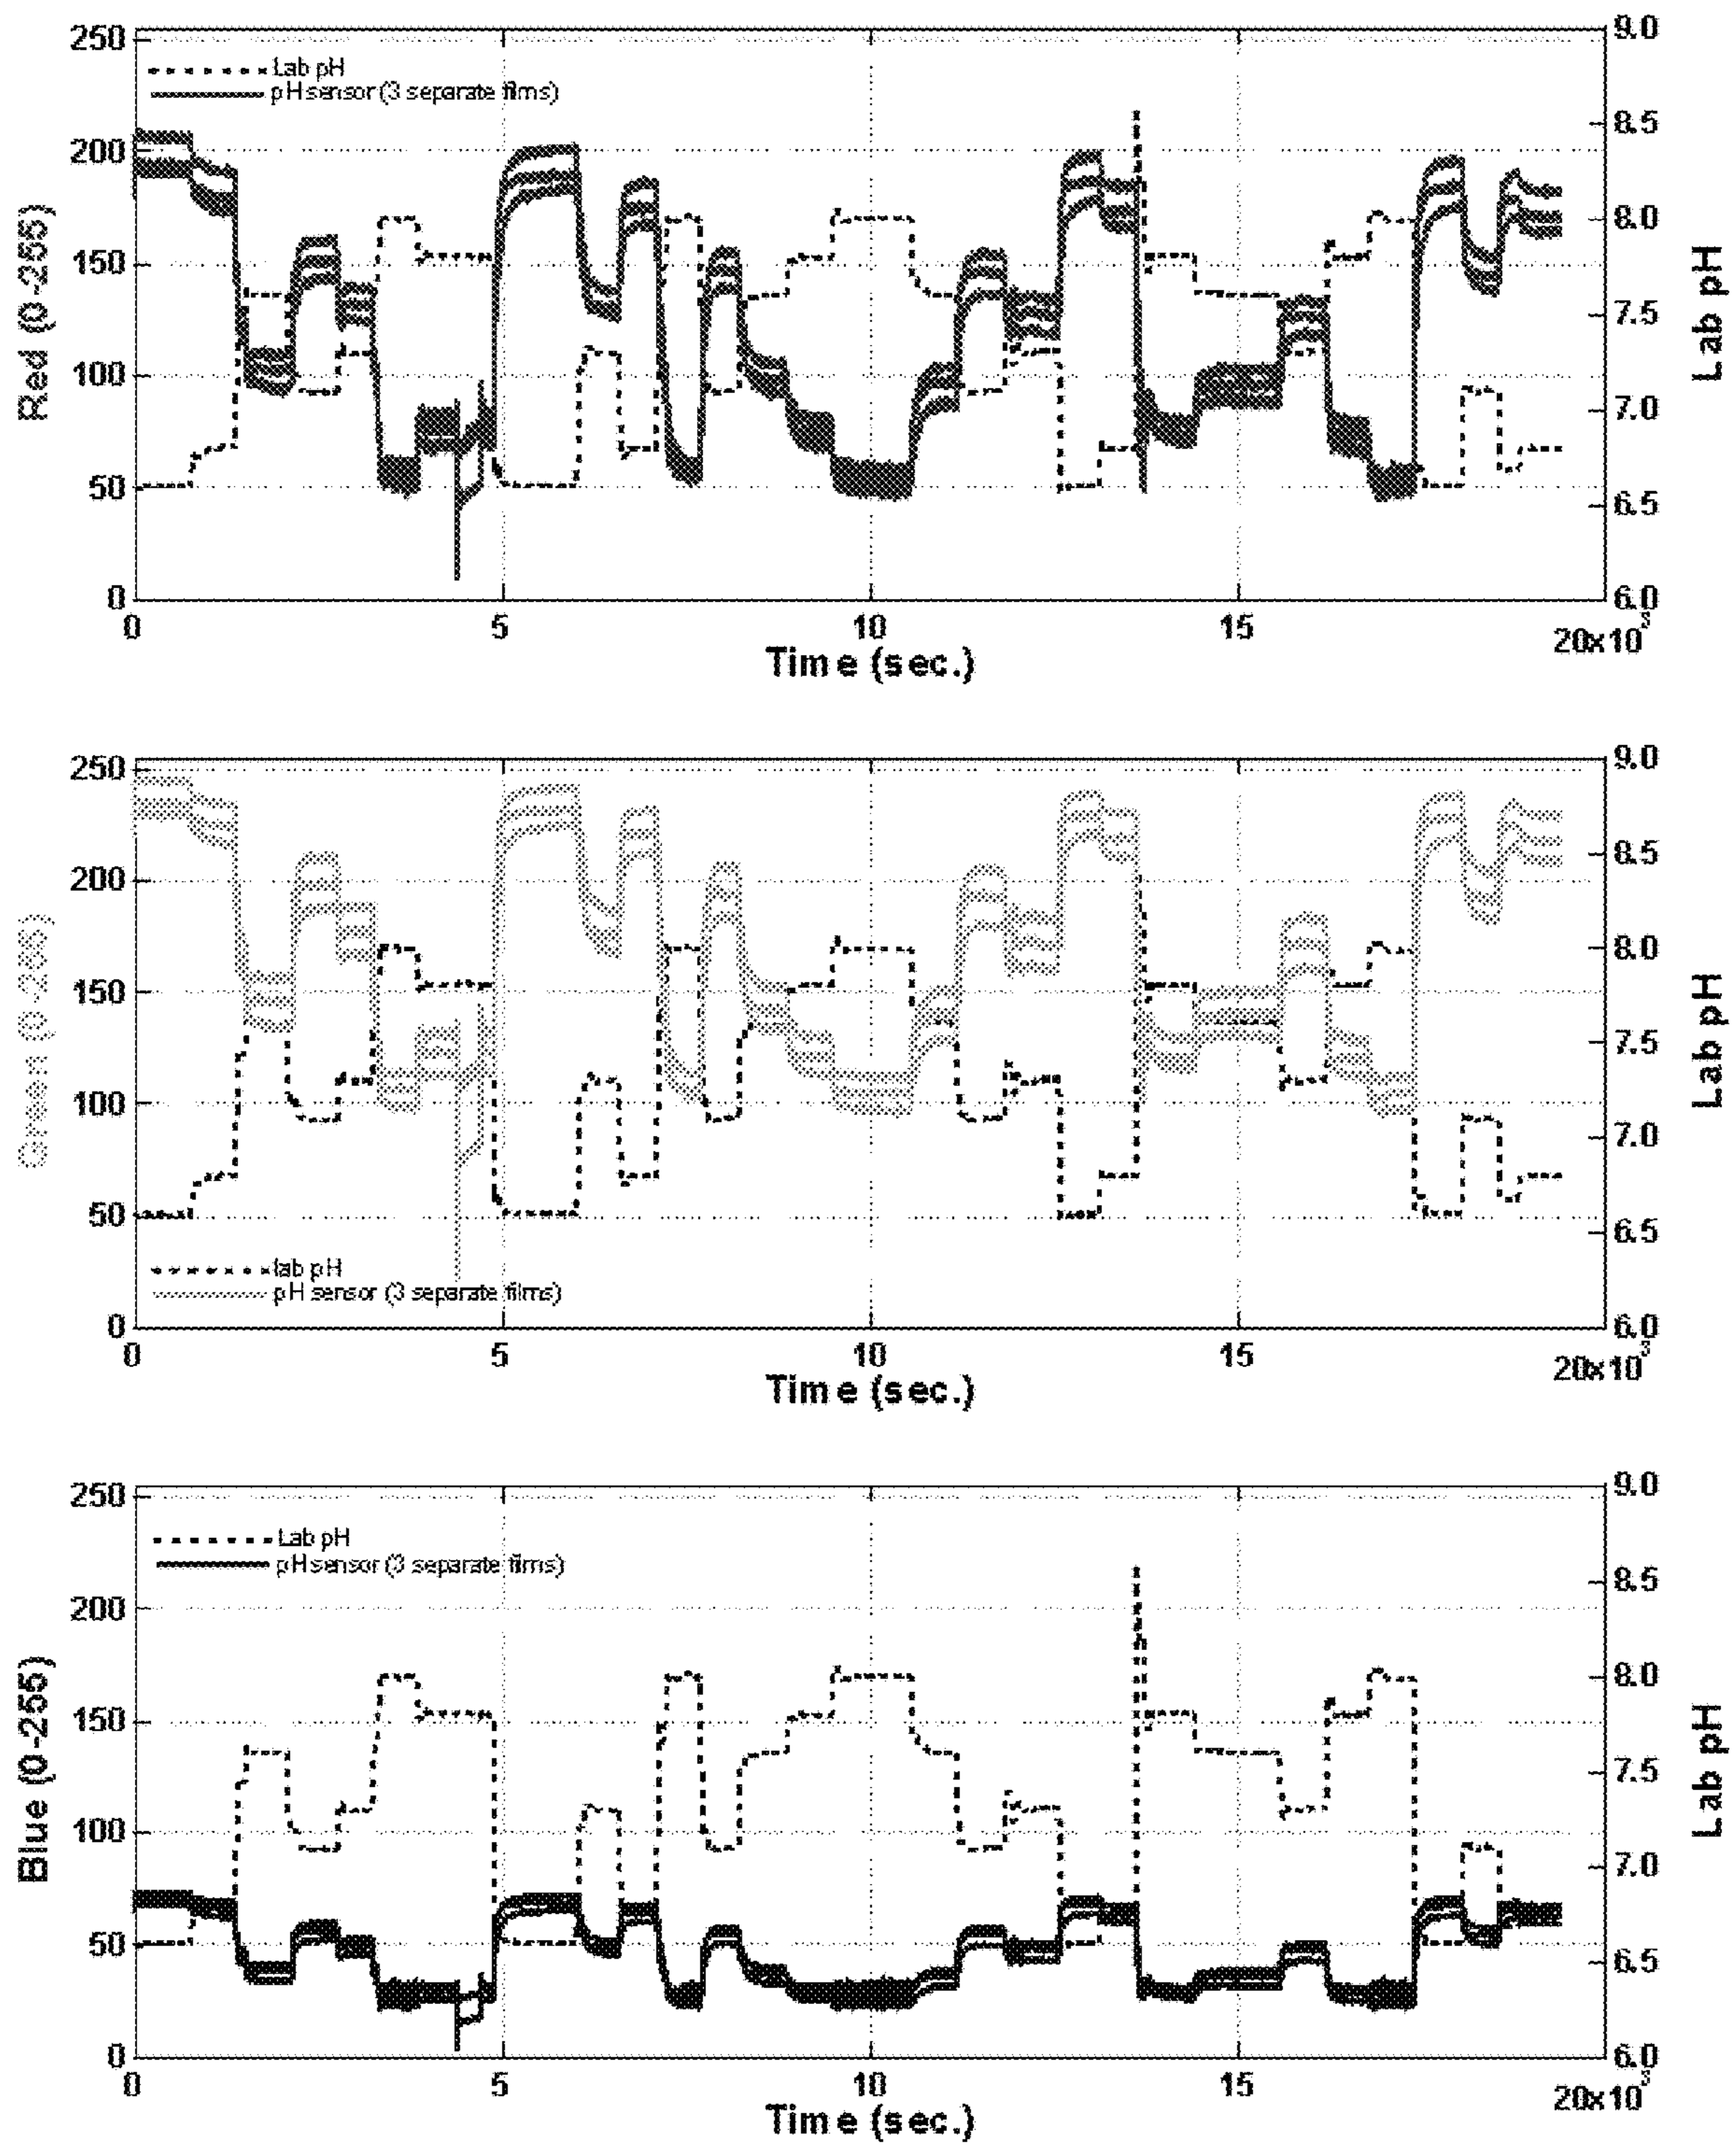 250
200
150
100
50
0
Red (0-255)
Lab pH
pH sensor (3 separate films)
9.0
8.5
8.0
7.5
7.0
6.5
6.0
Lab pH
0 5 10 15 20x10³
Time (sec.)
250
200
150
100
50
0
Green (0-255)
lab pH
pH sensor (3 separate films)
9.0
8.5
8.0
7.5
7.0
6.5
6.0
Lab pH
0 5 10 15 20x10³
Time (sec.)
250
200
150
100
50
0
Blue (0-255)
Lab pH
pH sensor (3 separate films)
9.0
8.5
8.0
7.5
7.0
6.5
6.0
Lab pH
0 5 10 15 20x10³
Time (sec.)